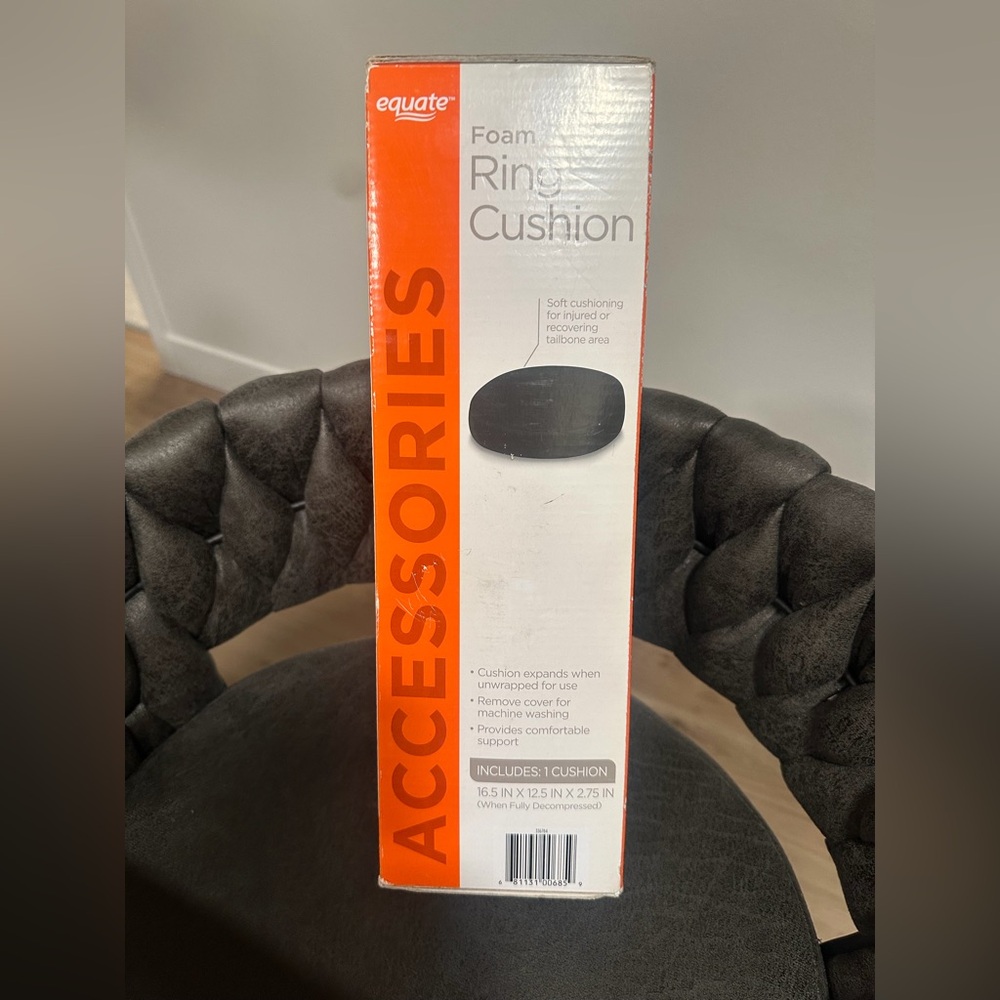 equate™
ACCESSORIES
Foam
Ring
Cushion
Soft cushioning
for injured or
recovering
tailbone area
• Cushion expands when
unwrapped for use
• Remove cover for
machine washing
• Provides comfortable
support
INCLUDES: 1 CUSHION
16.5 IN X 12.5 IN X 2.75 IN
(When Fully Decompressed)
6 81131 00685 9